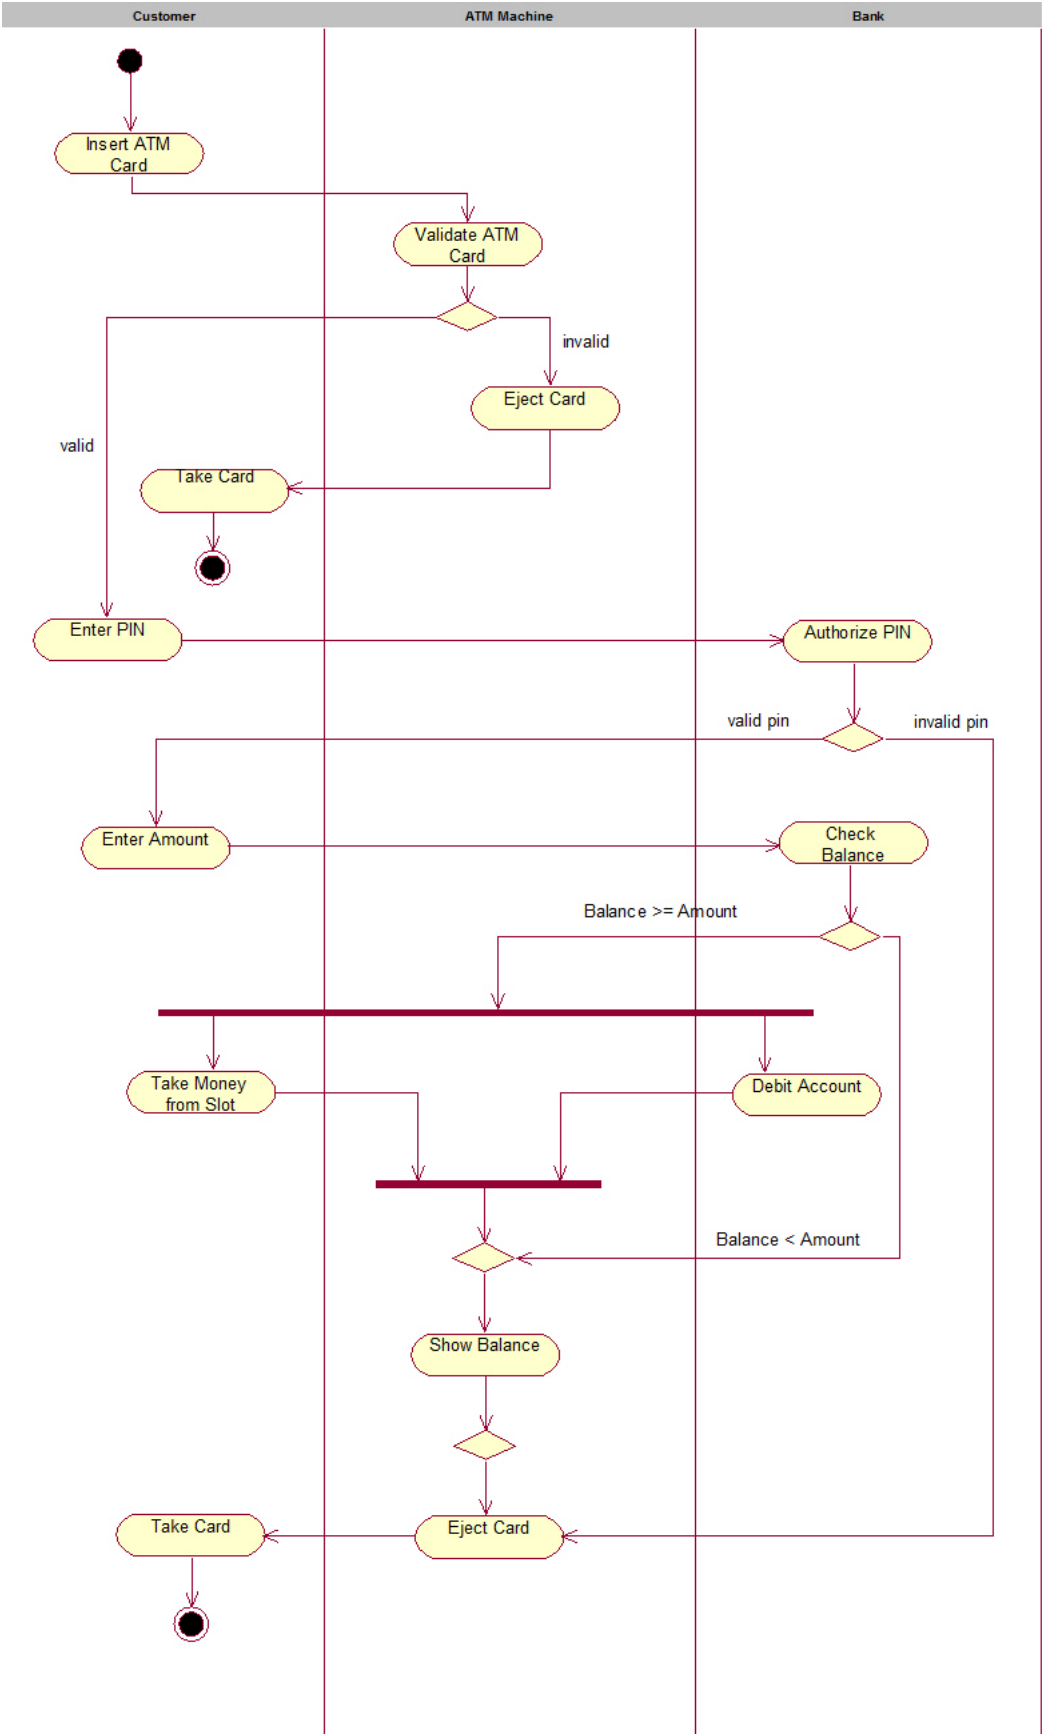 Customer
ATM Machine
Bank
Insert ATM
Card
Validate ATM
Card
invalid
Eject Card
valid
Take Card
Enter PIN
Authorize PIN
valid pin
invalid pin
Enter Amount
Check
Balance
Balance >= Amount
Take Money
from Slot
Debit Account
Balance < Amount
Show Balance
Take Card
Eject Card